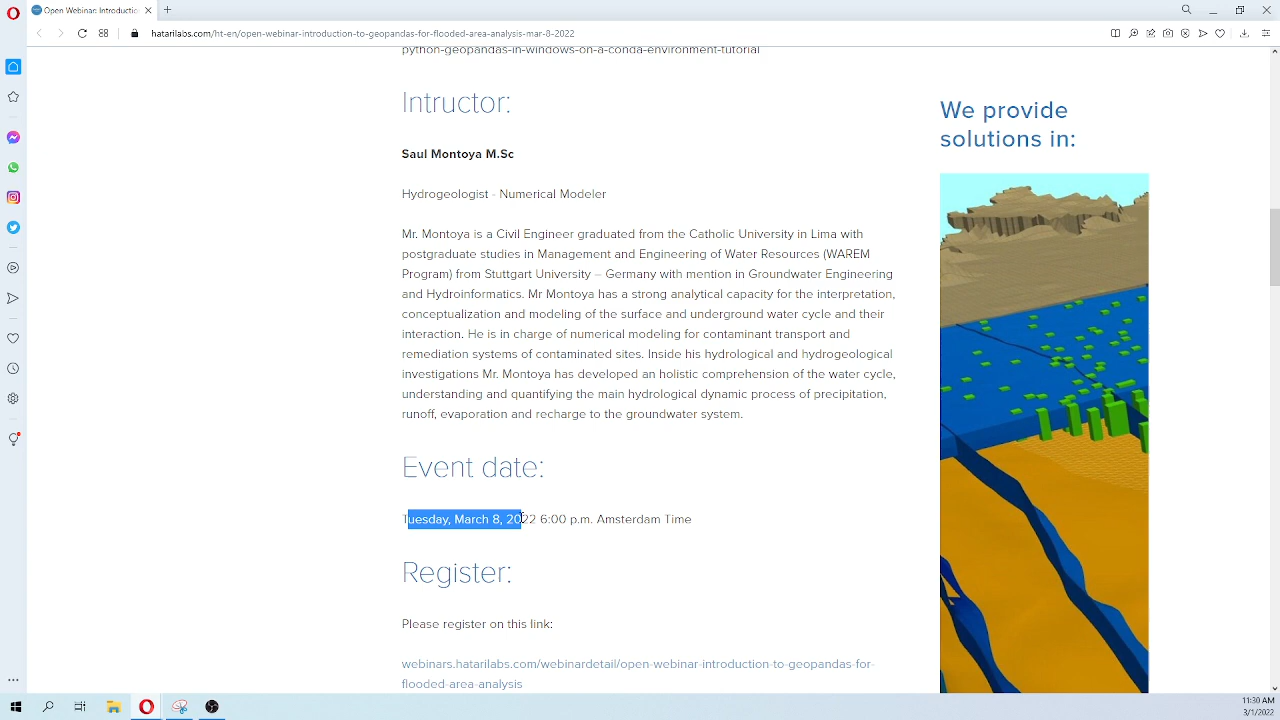 Open Webinar: Introductic
hatarilabs.com/ht-en/open-webinar-introduction-to-geopandas-for-flooded-area-analysis-mar-8-2022
python-geopandas-in-windows-on-a-conda-environment-tutorial
Intructor:
Saul Montoya M.Sc
Hydrogeologist - Numerical Modeler
Mr. Montoya is a Civil Engineer graduated from the Catholic University in Lima with
postgraduate studies in Management and Engineering of Water Resources (WAREM
Program) from Stuttgart University – Germany with mention in Groundwater Engineering
and Hydroinformatics. Mr Montoya has a strong analytical capacity for the interpretation,
conceptualization and modeling of the surface and underground water cycle and their
interaction. He is in charge of numerical modeling for contaminant transport and
remediation systems of contaminated sites. Inside his hydrological and hydrogeological
investigations Mr. Montoya has developed an holistic comprehension of the water cycle,
understanding and quantifying the main hydrological dynamic process of precipitation,
runoff, evaporation and recharge to the groundwater system.
Event date:
Tuesday, March 8, 2022 6:00 p.m. Amsterdam Time
Register:
Please register on this link:
webinars.hatarilabs.com/webinardetail/open-webinar-introduction-to-geopandas-for-
flooded-area-analysis
We provide
solutions in:
11:30 AM
3/1/2022